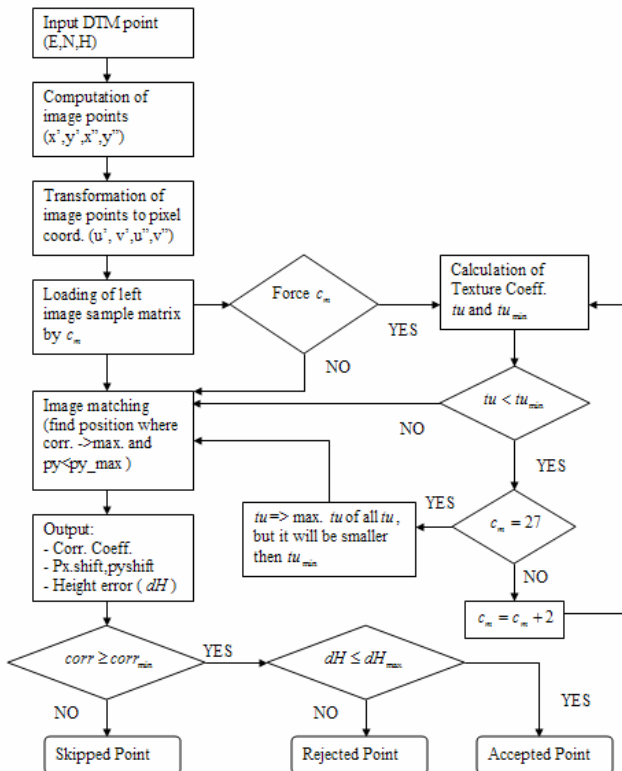 Input DTM point
(E,N,H)
Computation of
image points
(x’,y’,x”,y”)
Transformation of
image points to pixel
coord. (u’, v’,u”,v”)
Loading of left
image sample matrix
by c_m
Force c_m
YES
NO
Calculation of
Texture Coeff.
tu and tu_min
tu < tu_min
NO
YES
Image matching
(find position where
corr. ->max. and
py<py_max )
tu => max. tu of all tu ,
but it will be smaller
then tu_min
YES
c_m = 27
NO
c_m = c_m + 2
Output:
- Corr. Coeff.
- Px.shift,pyshift
- Height error ( dH )
corr ≥ corr_min
YES
NO
dH ≤ dH_max
YES
NO
Skipped Point
Rejected Point
Accepted Point